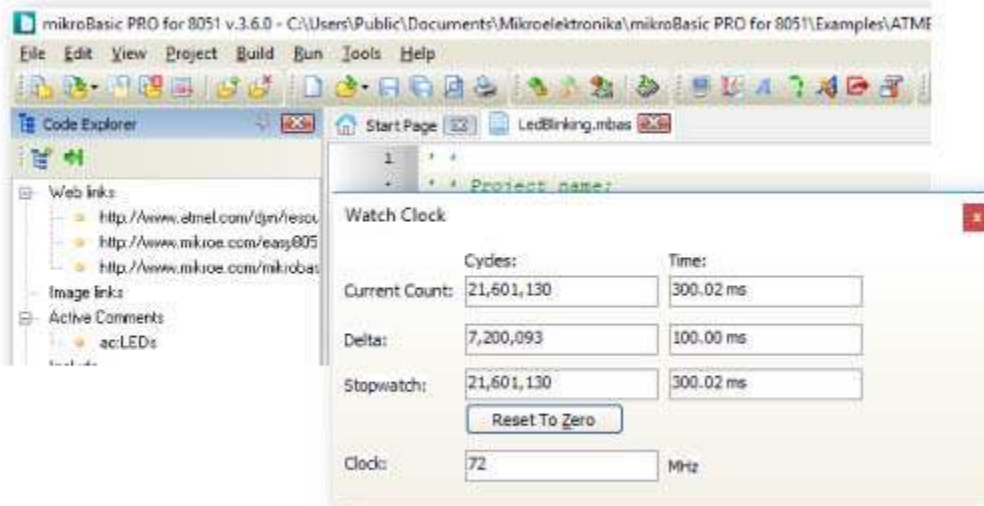 mikroBasic PRO for 8051 v.3.6.0 - C:\Users\Public\Documents\Mikroelektronika\mikroBasic PRO for 8051\Examples\ATME
File Edit View Project Build Run Tools Help
Code Explorer
Start Page LedBlinking.mbas
1 ' *
' * Project name:
Web links
http://www.atmel.com/dyn/resou
http://www.mikroe.com/easy805
http://www.mikroe.com/mikrobas
Image links
Active Comments
ac:LEDs
Watch Clock
Cycles: Time:
Current Count: 21,601,130 300.02 ms
Delta: 7,200,093 100.00 ms
Stopwatch: 21,601,130 300.02 ms
Reset To Zero
Clock: 72 MHz